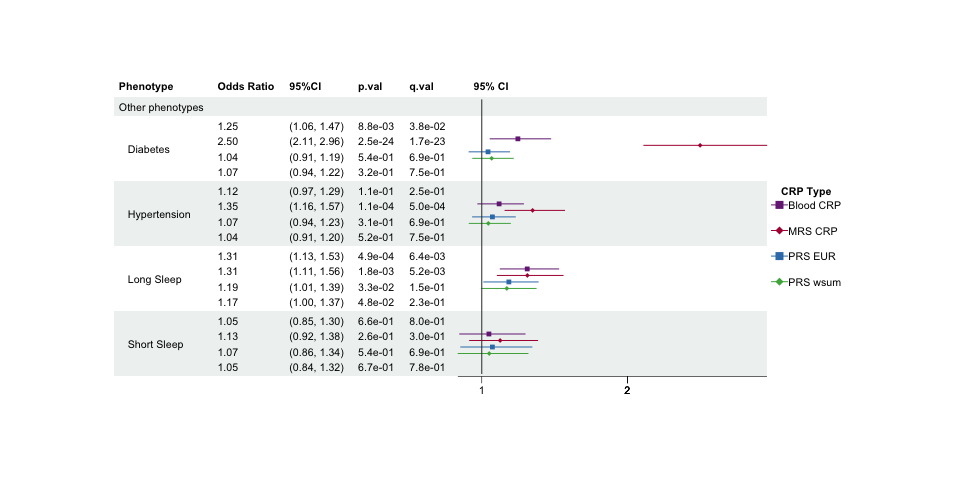 Phenotype Odds Ratio 95%CI p.val q.val 95% CI
Other phenotypes
Diabetes
1.25 (1.06, 1.47) 8.8e-03 3.8e-02
2.50 (2.11, 2.96) 2.5e-24 1.7e-23
1.04 (0.91, 1.19) 5.4e-01 6.9e-01
1.07 (0.94, 1.22) 3.2e-01 7.5e-01
Hypertension
1.12 (0.97, 1.29) 1.1e-01 2.5e-01
1.35 (1.16, 1.57) 1.1e-04 5.0e-04
1.07 (0.94, 1.23) 3.1e-01 6.9e-01
1.04 (0.91, 1.20) 5.2e-01 7.5e-01
Long Sleep
1.31 (1.13, 1.53) 4.9e-04 6.4e-03
1.31 (1.11, 1.56) 1.8e-03 5.2e-03
1.19 (1.01, 1.39) 3.3e-02 1.5e-01
1.17 (1.00, 1.37) 4.8e-02 2.3e-01
Short Sleep
1.05 (0.85, 1.30) 6.6e-01 8.0e-01
1.13 (0.92, 1.38) 2.6e-01 3.0e-01
1.07 (0.86, 1.34) 5.4e-01 6.9e-01
1.05 (0.84, 1.32) 6.7e-01 7.8e-01
1 2
CRP Type
Blood CRP
MRS CRP
PRS EUR
PRS wsum